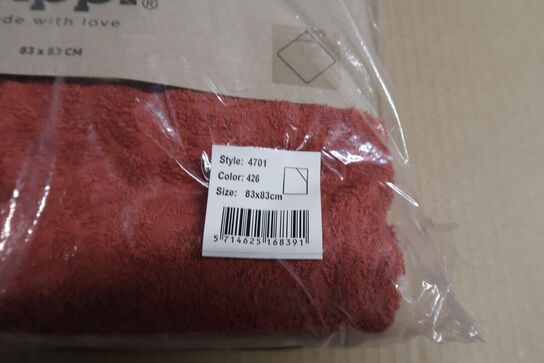 ®
de with love
83 x 83 CM
Style: 4701
Color: 426
Size: 83x83cm
5 714625 168391